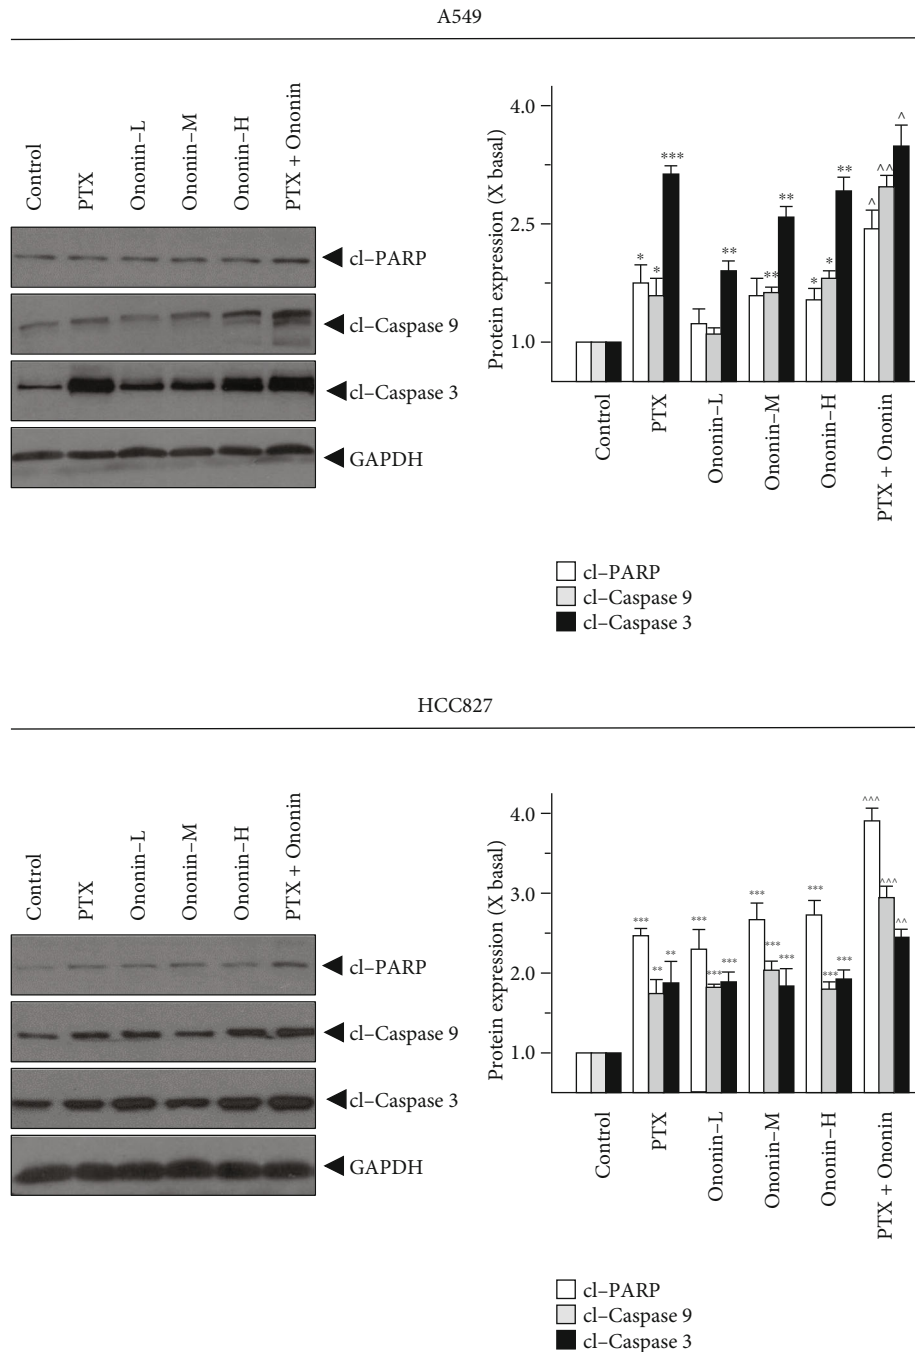 A549
Control
PTX
Ononin–L
Ononin–M
Ononin–H
PTX + Ononin
cl–PARP
cl–Caspase 9
cl–Caspase 3
GAPDH
Protein expression (X basal)
4.0
2.5
1.0
* * ***
**
** **
* * **
^ ^^ ^
Control
PTX
Ononin–L
Ononin–M
Ononin–H
PTX + Ononin
cl–PARP
cl–Caspase 9
cl–Caspase 3
HCC827
Control
PTX
Ononin–L
Ononin–M
Ononin–H
PTX + Ononin
cl–PARP
cl–Caspase 9
cl–Caspase 3
GAPDH
Protein expression (X basal)
4.0
3.0
2.0
1.0
*** ** **
*** *** ***
*** *** ***
*** *** ***
^^^ ^^^ ^^
Control
PTX
Ononin–L
Ononin–M
Ononin–H
PTX + Ononin
cl–PARP
cl–Caspase 9
cl–Caspase 3